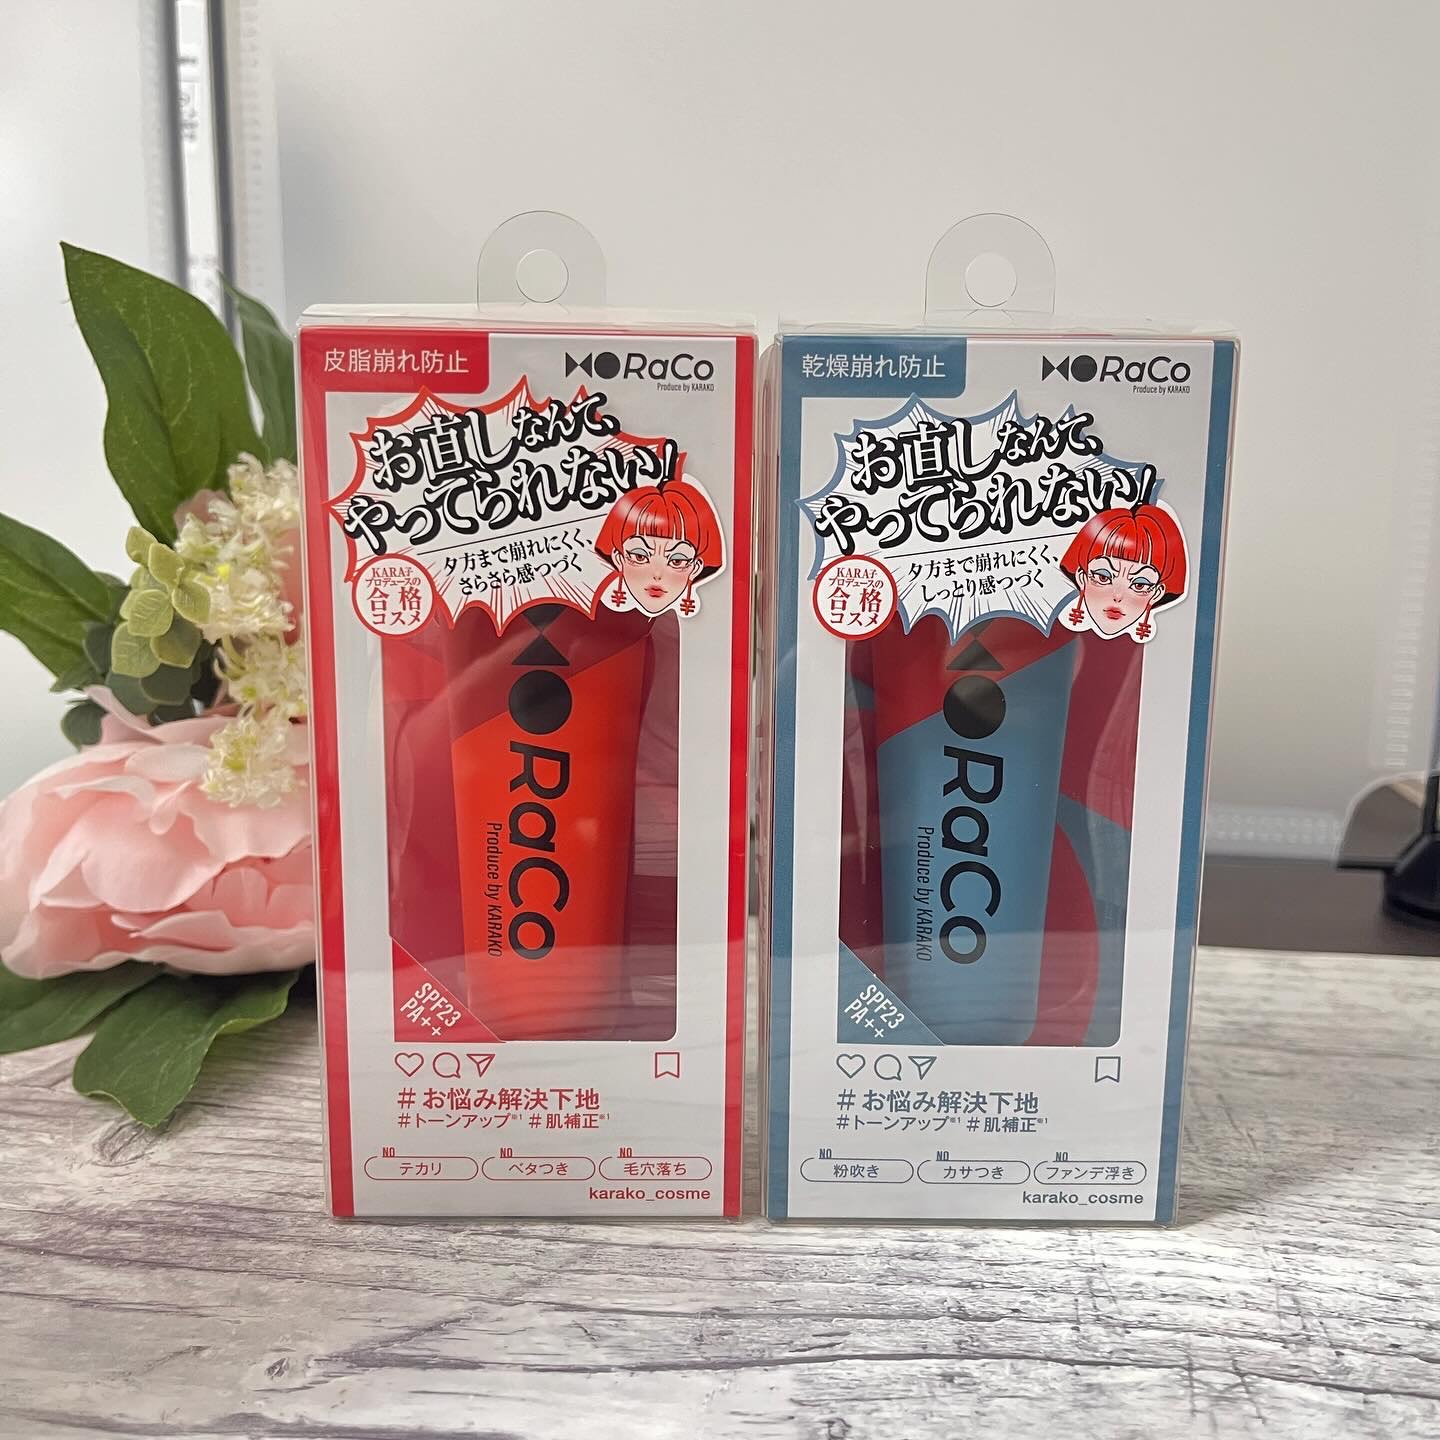 皮脂崩れ防止
MORaCo
Produce by KARAKO
お直しなんて、
やってられない!
夕方まで崩れにくく、
さらさら感つづく
KARA子
プロデュースの
合格
コスメ
辛 辛
MORaCo
Produce by KARAKO
SPF23
PA++
#お悩み解決下地
#トーンアップ※1 #肌補正※1
NO テカリ NO ベタつき NO 毛穴落ち
karako_cosme
乾燥崩れ防止
MORaCo
Produce by KARAKO
お直しなんて、
やってられない!
夕方まで崩れにくく、
しっとり感つづく
KARA子
プロデュースの
合格
コスメ
辛 辛
MORaCo
Produce by KARAKO
SPF23
PA++
#お悩み解決下地
#トーンアップ※1 #肌補正※1
NO 粉吹き NO カサつき NO ファンデ浮き
karako_cosme